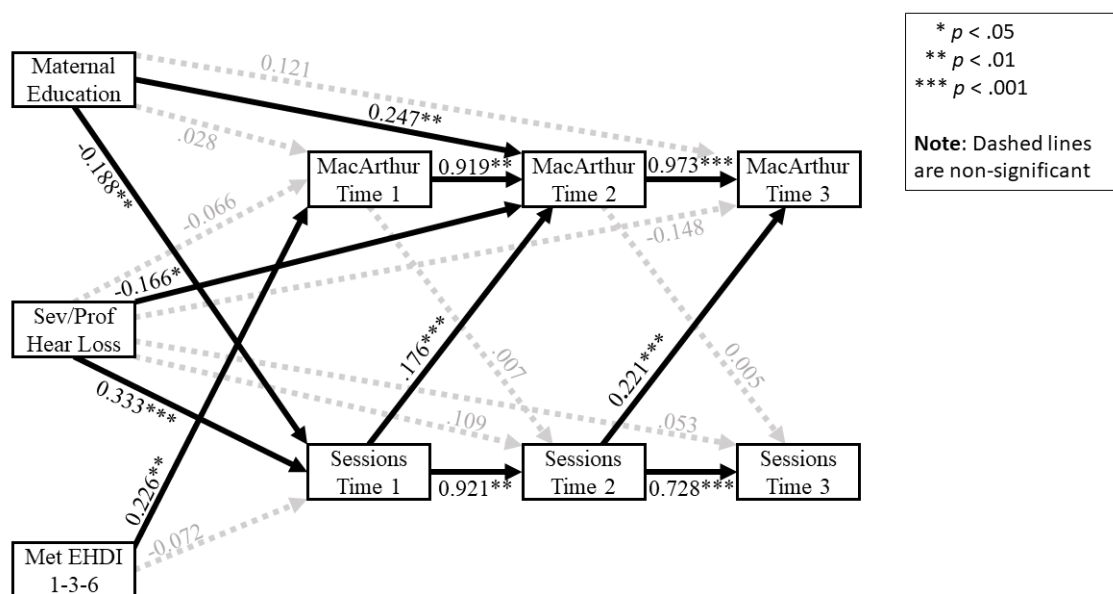 * p < .05
** p < .01
*** p < .001
Note: Dashed lines
are non-significant
Maternal
Education
0.121
0.247**
.028
-0.188**
MacArthur
Time 1
0.919**
MacArthur
Time 2
0.973***
MacArthur
Time 3
-0.066
-0.148
-0.166*
Sev/Prof
Hear Loss
.176***
.007
0.221***
0.005
0.333***
.109
.053
Sessions
Time 1
0.921**
Sessions
Time 2
0.728***
Sessions
Time 3
0.226**
-0.072
Met EHDI
1-3-6